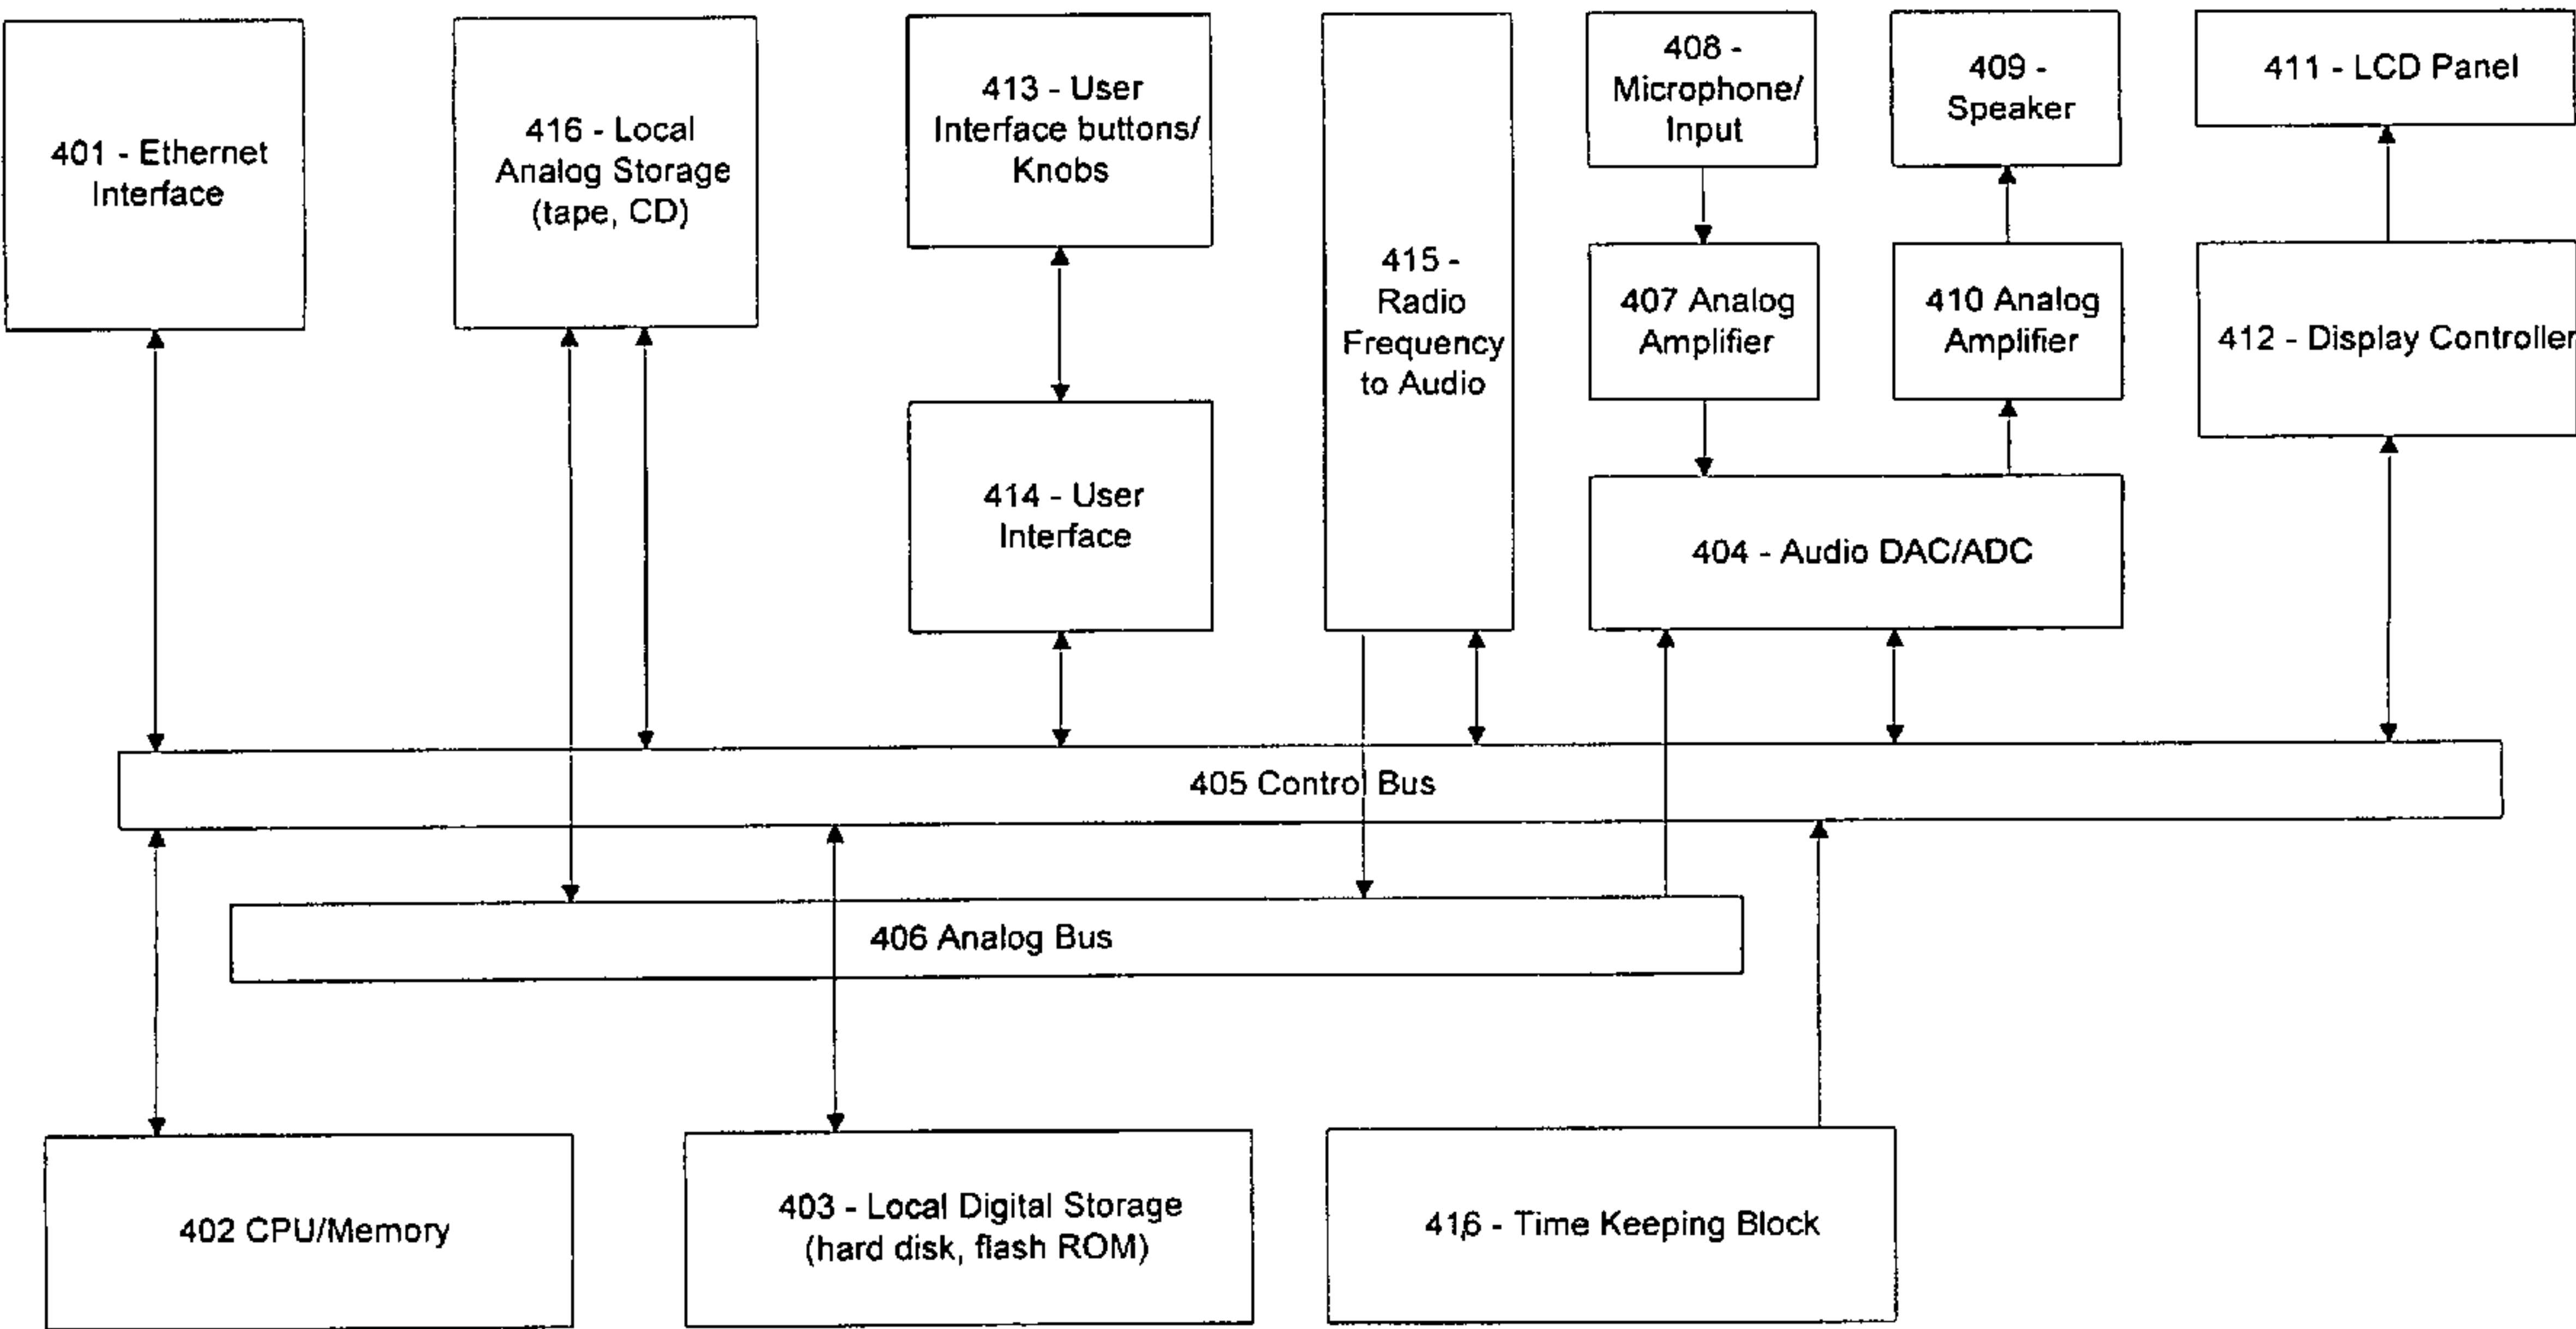 401 - Ethernet
Interface
416 - Local
Analog Storage
(tape, CD)
413 - User
Interface buttons/
Knobs
414 - User
Interface
415 -
Radio
Frequency
to Audio
408 -
Microphone/
Input
407 Analog
Amplifier
409 -
Speaker
410 Analog
Amplifier
404 - Audio DAC/ADC
411 - LCD Panel
412 - Display Controller
405 Control Bus
406 Analog Bus
402 CPU/Memory
403 - Local Digital Storage
(hard disk, flash ROM)
416 - Time Keeping Block